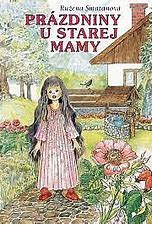 Ružena Smatanová
PRÁZDNINY
U STAREJ
MAMY